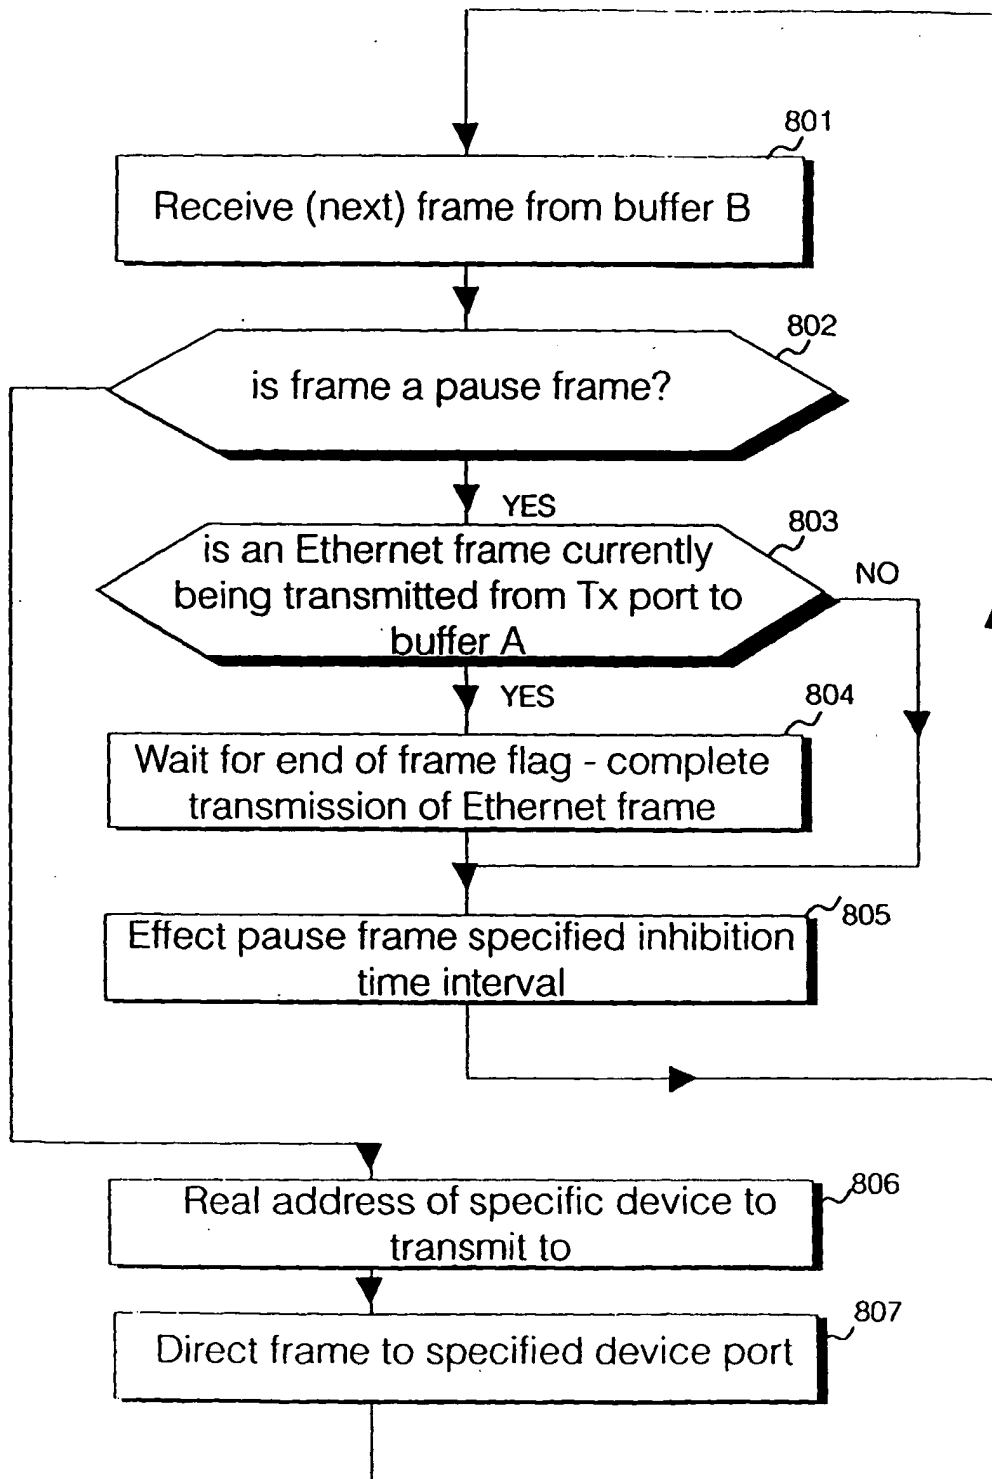 801
Receive (next) frame from buffer B
802
is frame a pause frame?
YES
803
is an Ethernet frame currently
being transmitted from Tx port to
buffer A
NO
YES
804
Wait for end of frame flag - complete
transmission of Ethernet frame
805
Effect pause frame specified inhibition
time interval
806
Real address of specific device to
transmit to
807
Direct frame to specified device port